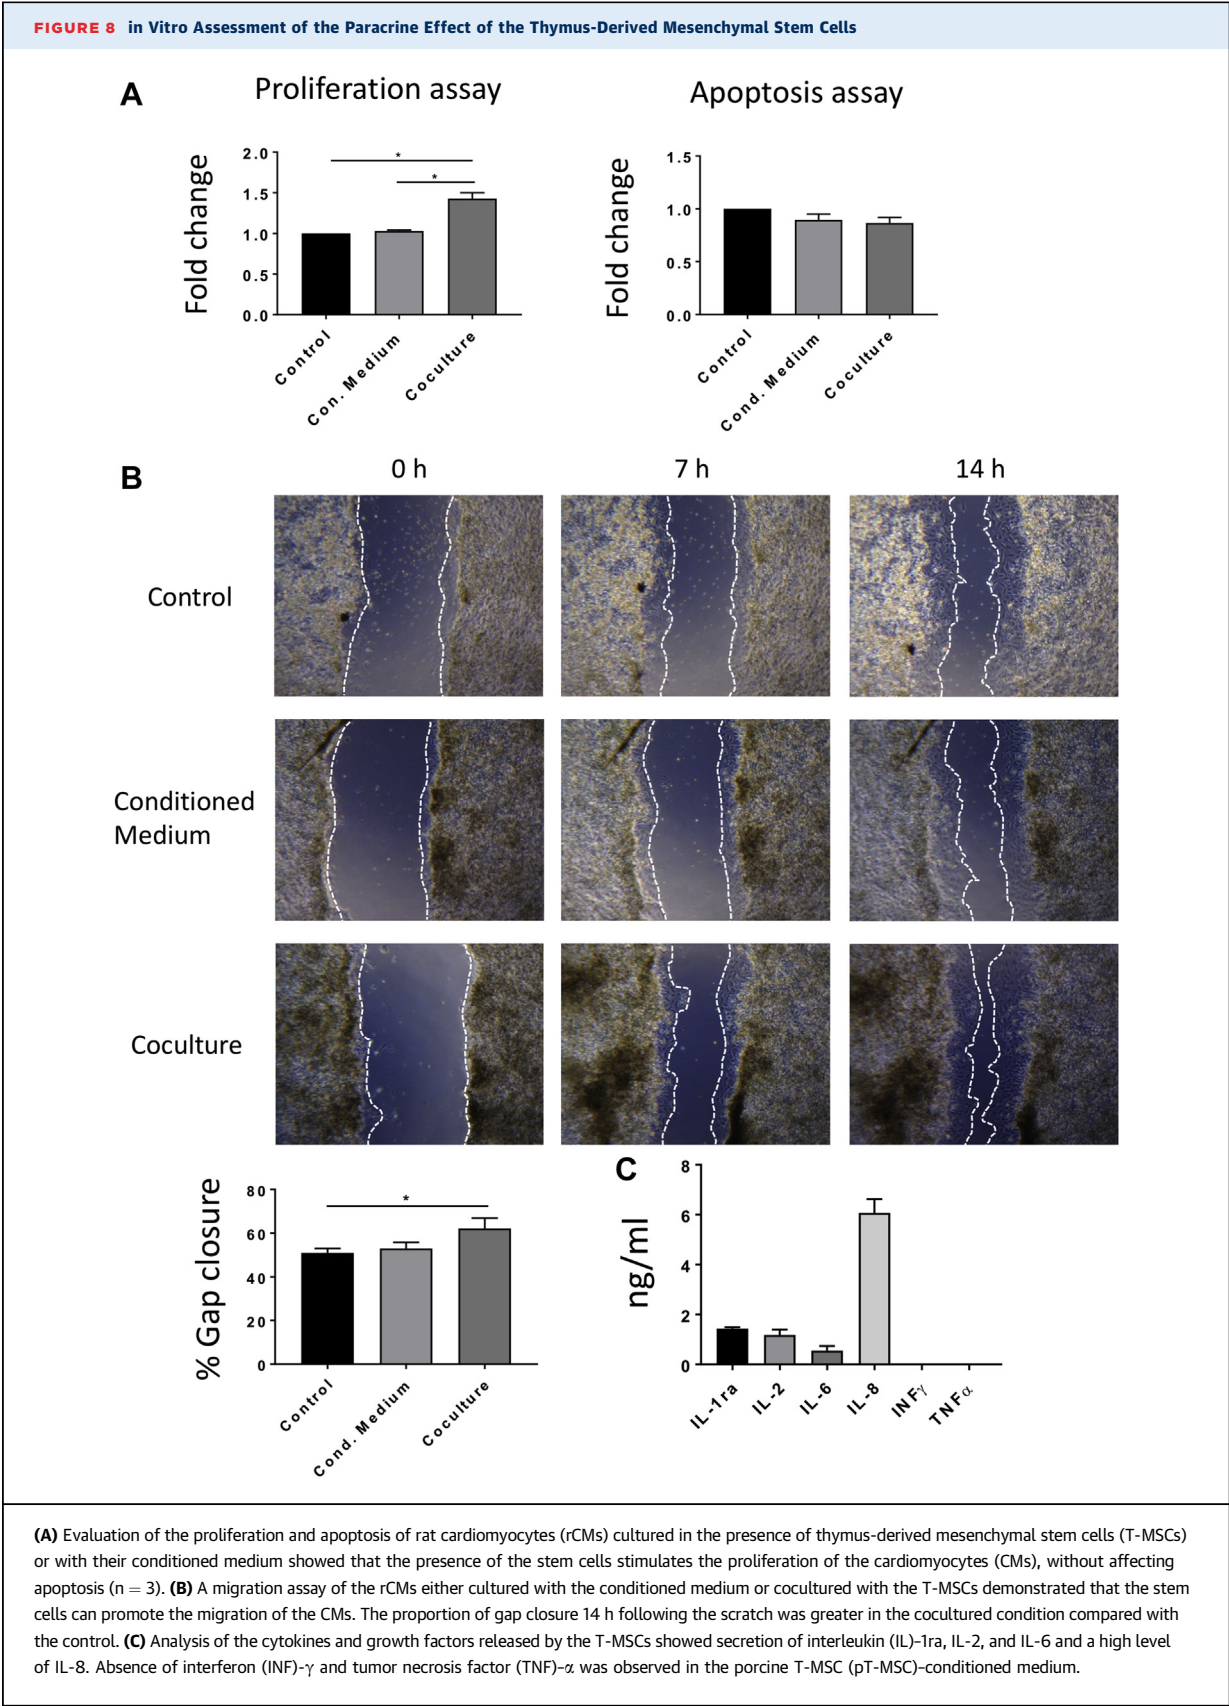 FIGURE 8 in Vitro Assessment of the Paracrine Effect of the Thymus-Derived Mesenchymal Stem Cells
A
Proliferation assay
Fold change
2.0
1.5
1.0
0.5
0.0
*
*
Control
Con. Medium
Coculture
Apoptosis assay
Fold change
1.5
1.0
0.5
0.0
Control
Cond. Medium
Coculture
B
0 h
7 h
14 h
Control
Conditioned
Medium
Coculture
% Gap closure
80
60
40
20
0
*
Control
Cond. Medium
Coculture
C
ng/ml
8
6
4
2
0
IL-1ra
IL-2
IL-6
IL-8
INFγ
TNFα
(A) Evaluation of the proliferation and apoptosis of rat cardiomyocytes (rCMs) cultured in the presence of thymus-derived mesenchymal stem cells (T-MSCs)
or with their conditioned medium showed that the presence of the stem cells stimulates the proliferation of the cardiomyocytes (CMs), without affecting
apoptosis (n = 3). (B) A migration assay of the rCMs either cultured with the conditioned medium or cocultured with the T-MSCs demonstrated that the stem
cells can promote the migration of the CMs. The proportion of gap closure 14 h following the scratch was greater in the cocultured condition compared with
the control. (C) Analysis of the cytokines and growth factors released by the T-MSCs showed secretion of interleukin (IL)-1ra, IL-2, and IL-6 and a high level
of IL-8. Absence of interferon (INF)-γ and tumor necrosis factor (TNF)-α was observed in the porcine T-MSC (pT-MSC)-conditioned medium.